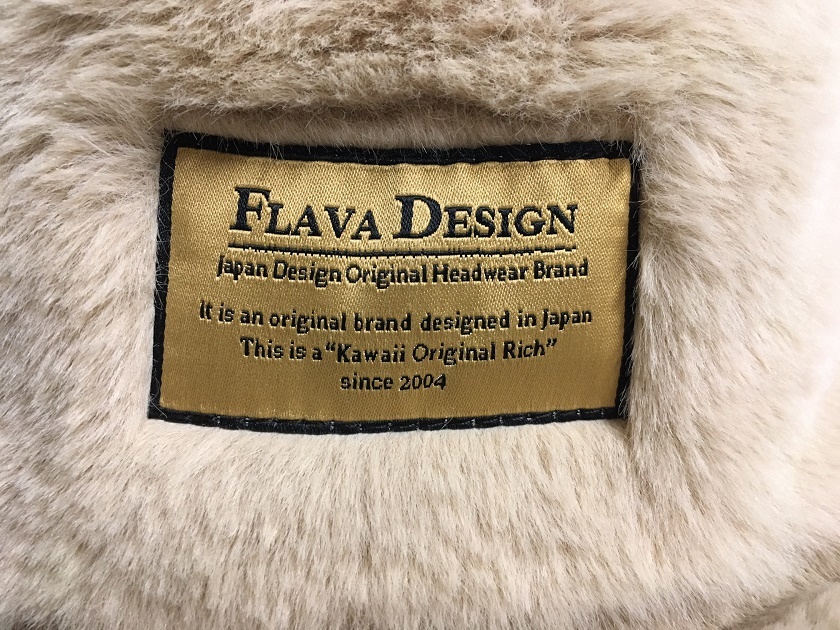 FLAVA DESIGN
Japan Design Original Headwear Brand
It is an original brand designed in Japan
This is a “Kawaii Original Rich”
since 2004